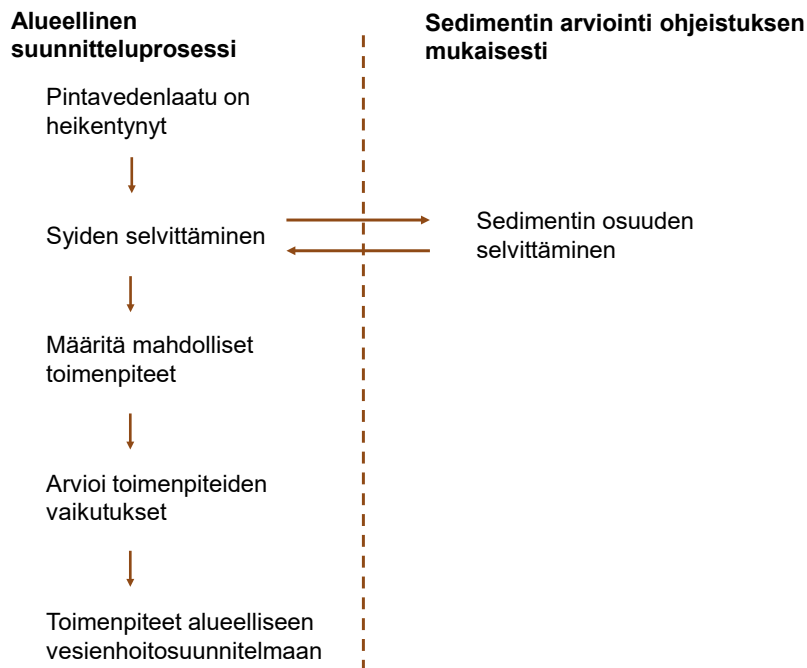 Alueellinen
suunnitteluprosessi
Sedimentin arviointi ohjeistuksen
mukaisesti
Pintavedenlaatu on
heikentynyt
Syiden selvittäminen
Sedimentin osuuden
selvittäminen
Määritä mahdolliset
toimenpiteet
Arvioi toimenpiteiden
vaikutukset
Toimenpiteet alueelliseen
vesienhoitosuunnitelmaan